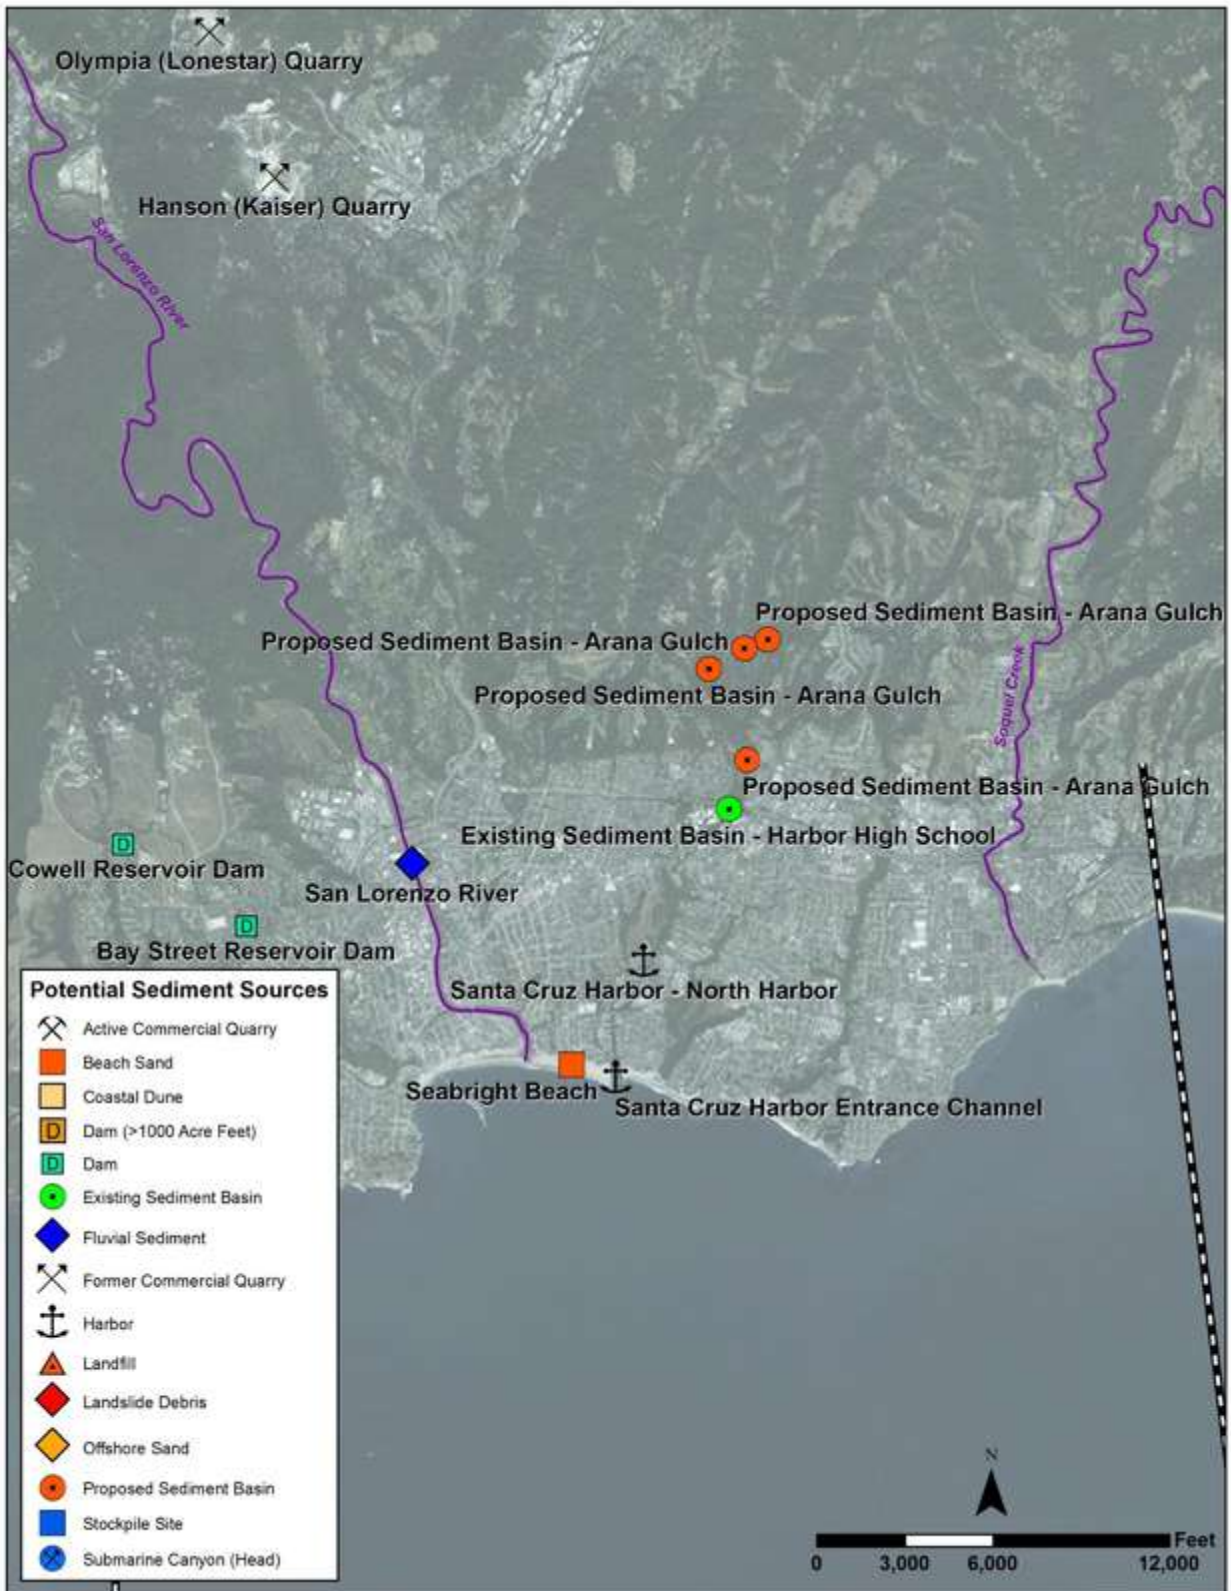 Olympia (Lonestar) Quarry
Hanson (Kaiser) Quarry
San Lorenzo River
Proposed Sediment Basin - Arana Gulch
Proposed Sediment Basin - Arana Gulch
Proposed Sediment Basin - Arana Gulch
Soquel Creek
Proposed Sediment Basin - Arana Gulch
Existing Sediment Basin - Harbor High School
D
Cowell Reservoir Dam
San Lorenzo River
D
Bay Street Reservoir Dam
Santa Cruz Harbor - North Harbor
Seabright Beach
Santa Cruz Harbor Entrance Channel
Potential Sediment Sources
Active Commercial Quarry
Beach Sand
Coastal Dune
D Dam (>1000 Acre Feet)
D Dam
Existing Sediment Basin
Fluvial Sediment
Former Commercial Quarry
Harbor
Landfill
Landslide Debris
Offshore Sand
Proposed Sediment Basin
Stockpile Site
Submarine Canyon (Head)
N
Feet
0 3,000 6,000 12,000